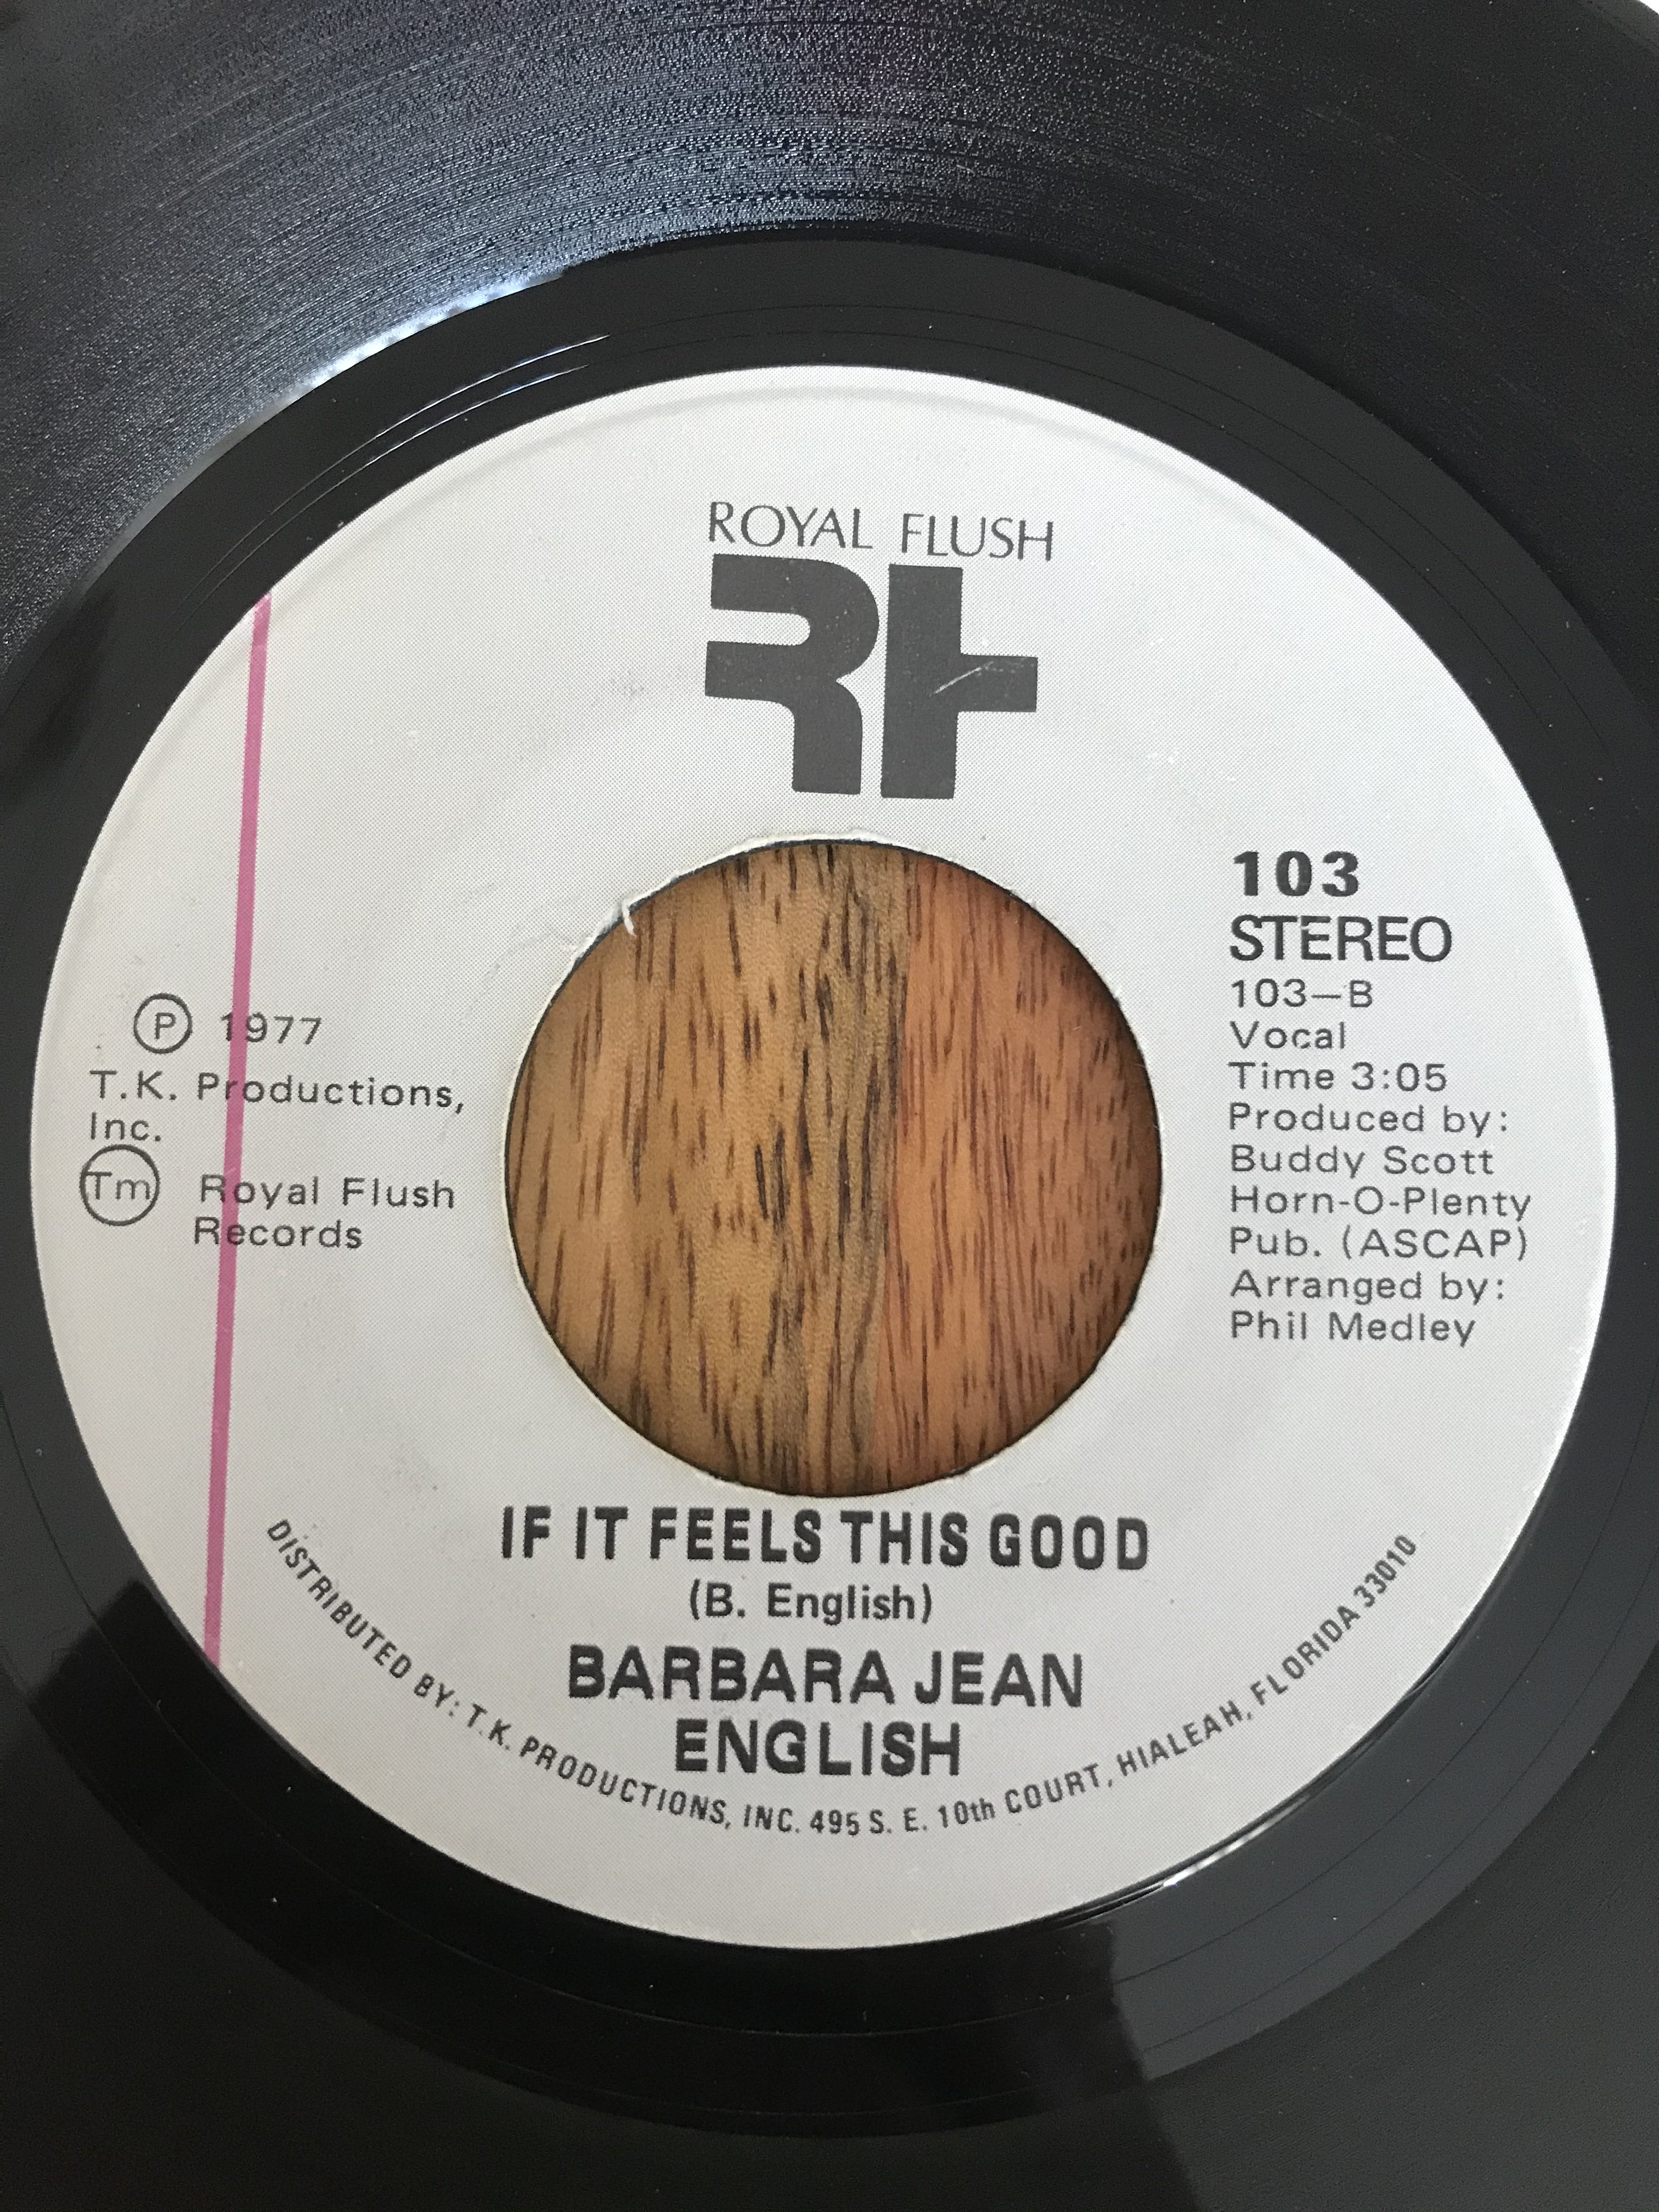 ROYAL FLUSH
RF
103
STEREO
103-B
Vocal
Time 3:05
Produced by:
Buddy Scott
Horn-O-Plenty
Pub. (ASCAP)
Arranged by:
Phil Medley
Ⓟ 1977
T.K. Productions,
Inc.
Tm Royal Flush
Records
IF IT FEELS THIS GOOD
(B. English)
BARBARA JEAN
ENGLISH
DISTRIBUTED BY: T.K. PRODUCTIONS, INC. 495 S. E. 10th COURT, HIALEAH, FLORIDA 33010